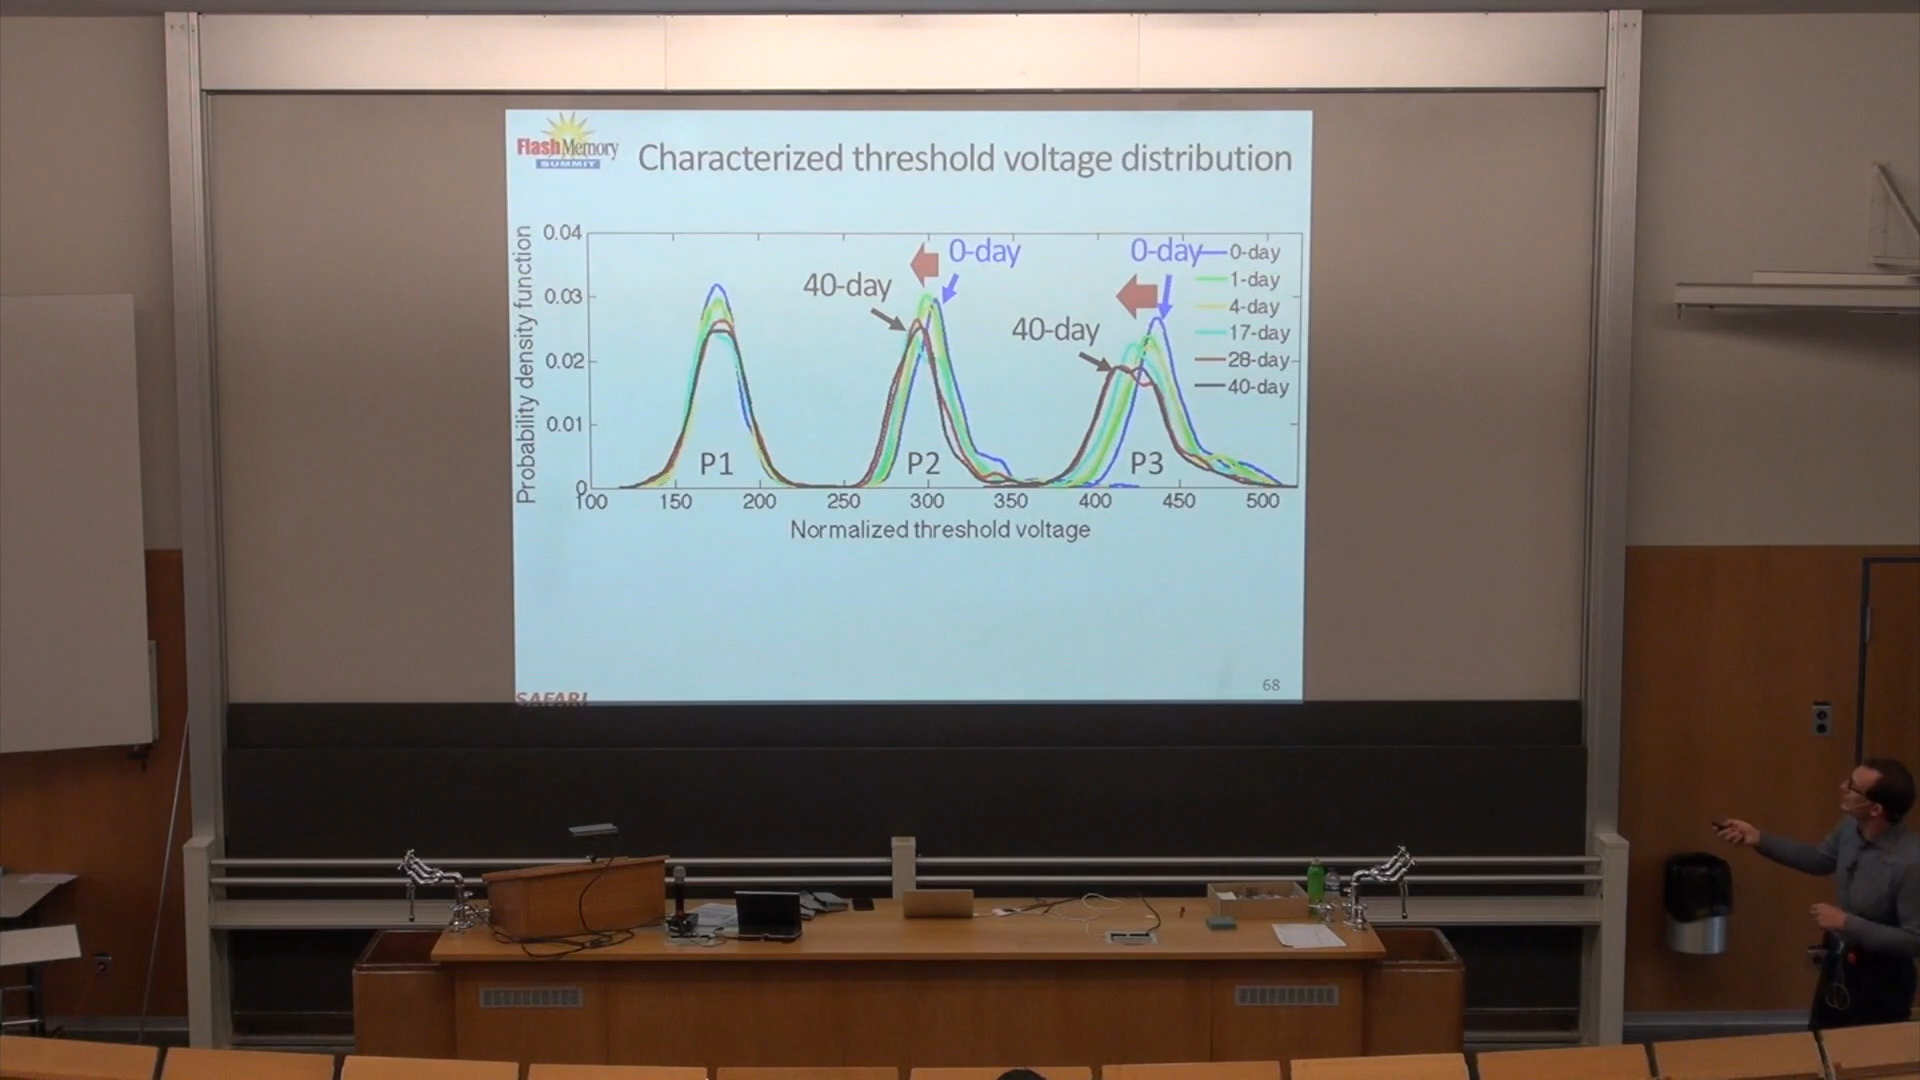 FlashMemory
SUMMIT
Characterized threshold voltage distribution
Probability density function
0.04
0.03
0.02
0.01
0
0-day
40-day
0-day
40-day
0-day
1-day
4-day
17-day
28-day
40-day
P1
P2
P3
100 150 200 250 300 350 400 450 500
Normalized threshold voltage
SAFARI
68